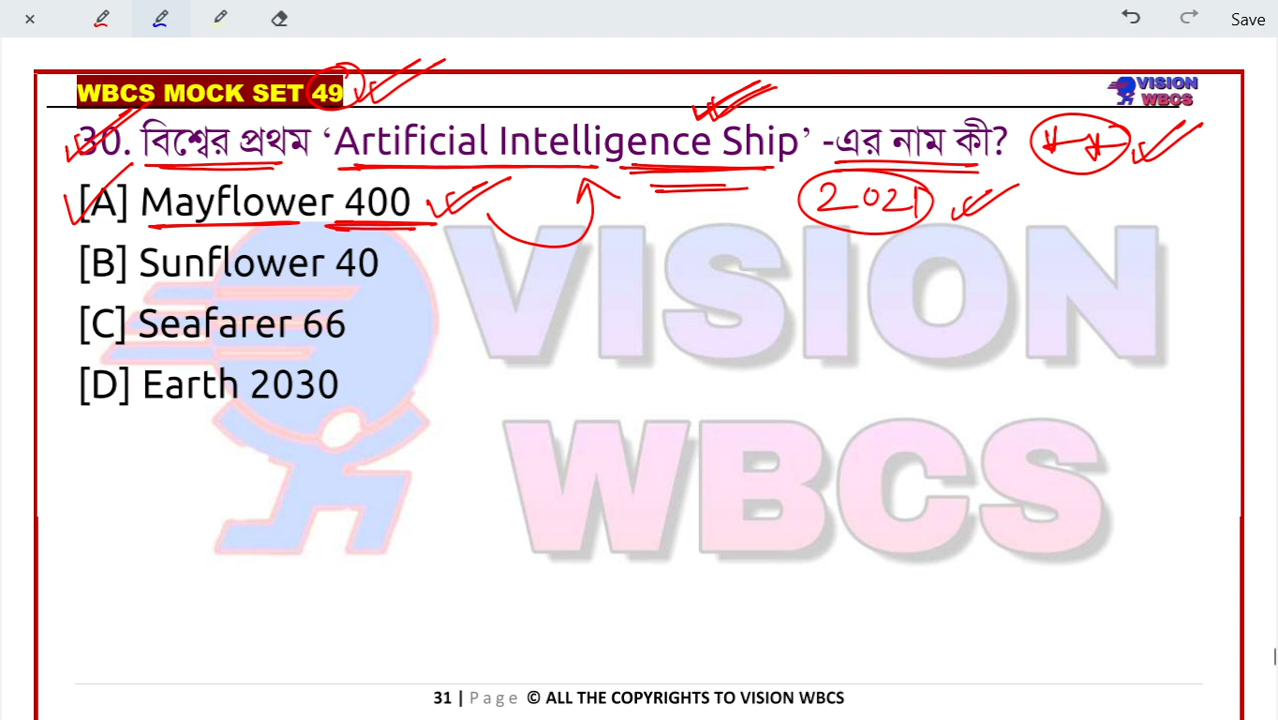 Save
WBCS MOCK SET 49
VISION
WBCS
30. বিশ্বের প্রথম ‘Artificial Intelligence Ship’ -এর নাম কী?
[A] Mayflower 400
2021
[B] Sunflower 40
[C] Seafarer 66
[D] Earth 2030
VISION
WBCS
31 | Page © ALL THE COPYRIGHTS TO VISION WBCS